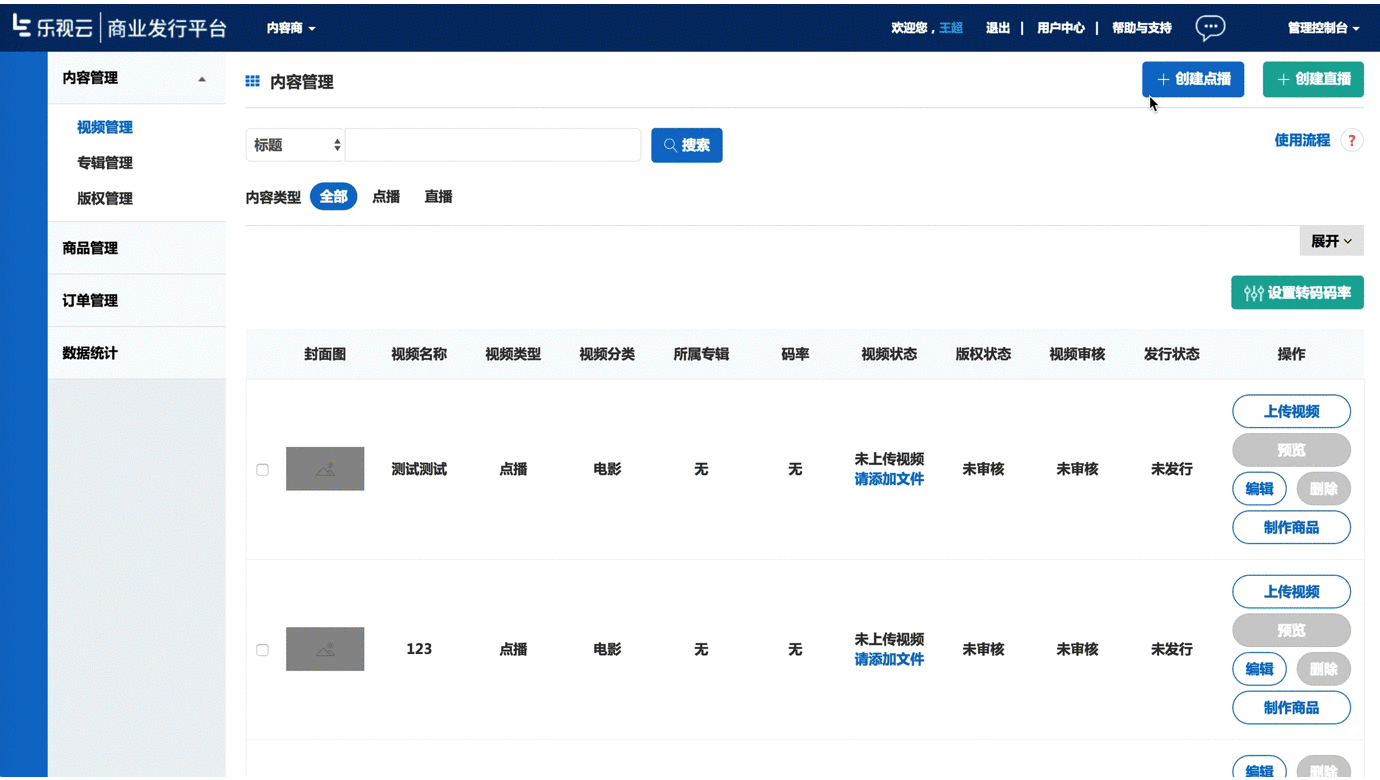 乐视云 商业发行平台 内容商 欢迎您，王超 退出 | 用户中心 | 帮助与支持 管理控制台
内容管理
视频管理
专辑管理
版权管理
商品管理
订单管理
数据统计
内容管理 + 创建点播 + 创建直播
标题 搜索 使用流程 ?
内容类型 全部 点播 直播
展开
设置转码码率
封面图 视频名称 视频类型 视频分类 所属专辑 码率 视频状态 版权状态 视频审核 发行状态 操作
测试测试 点播 电影 无 无 未上传视频 未审核 未审核 未发行
请添加文件
上传视频
预览
编辑 删除
制作商品
123 点播 电影 无 无 未上传视频 未审核 未审核 未发行
请添加文件
上传视频
预览
编辑 删除
制作商品
编辑 删除